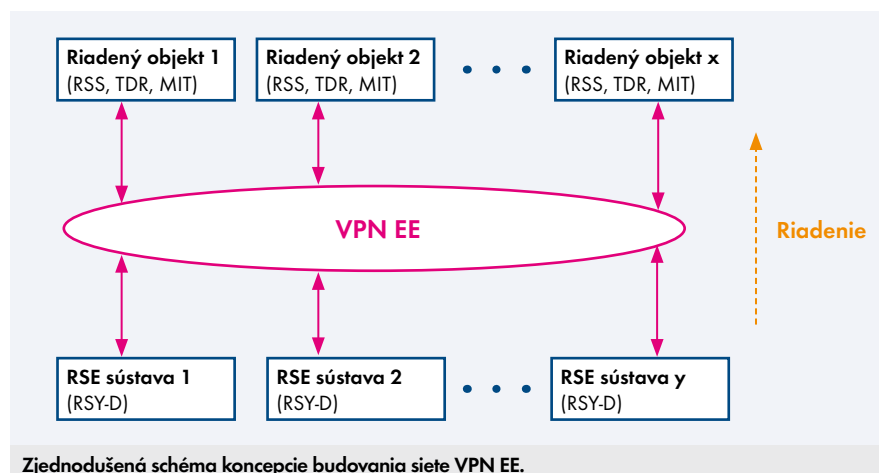 Riadený objekt 1
(RSS, TDR, MIT)
Riadený objekt 2
(RSS, TDR, MIT)
Riadený objekt x
(RSS, TDR, MIT)
VPN EE
Riadenie
RSE sústava 1
(RSY-D)
RSE sústava 2
(RSY-D)
RSE sústava y
(RSY-D)
Zjednodušená schéma koncepcie budovania siete VPN EE.